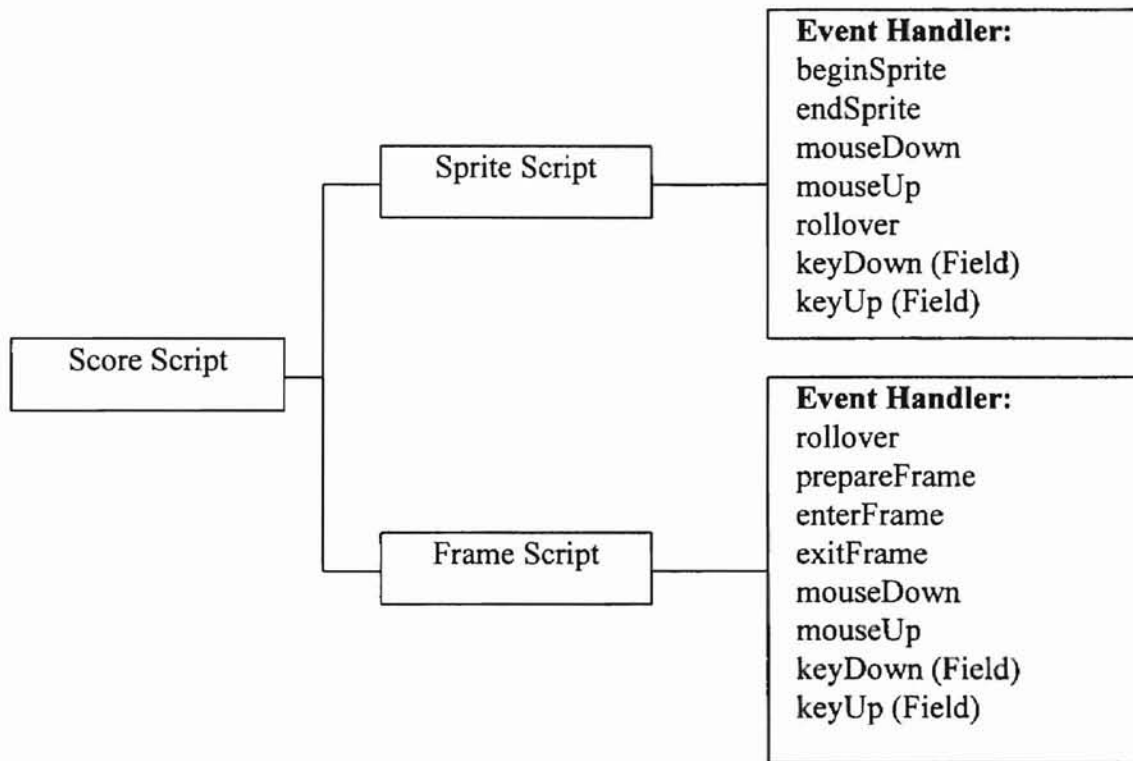 Score Script
Sprite Script
Event Handler:
beginSprite
endSprite
mouseDown
mouseUp
rollover
keyDown (Field)
keyUp (Field)
Frame Script
Event Handler:
rollover
prepareFrame
enterFrame
exitFrame
mouseDown
mouseUp
keyDown (Field)
keyUp (Field)